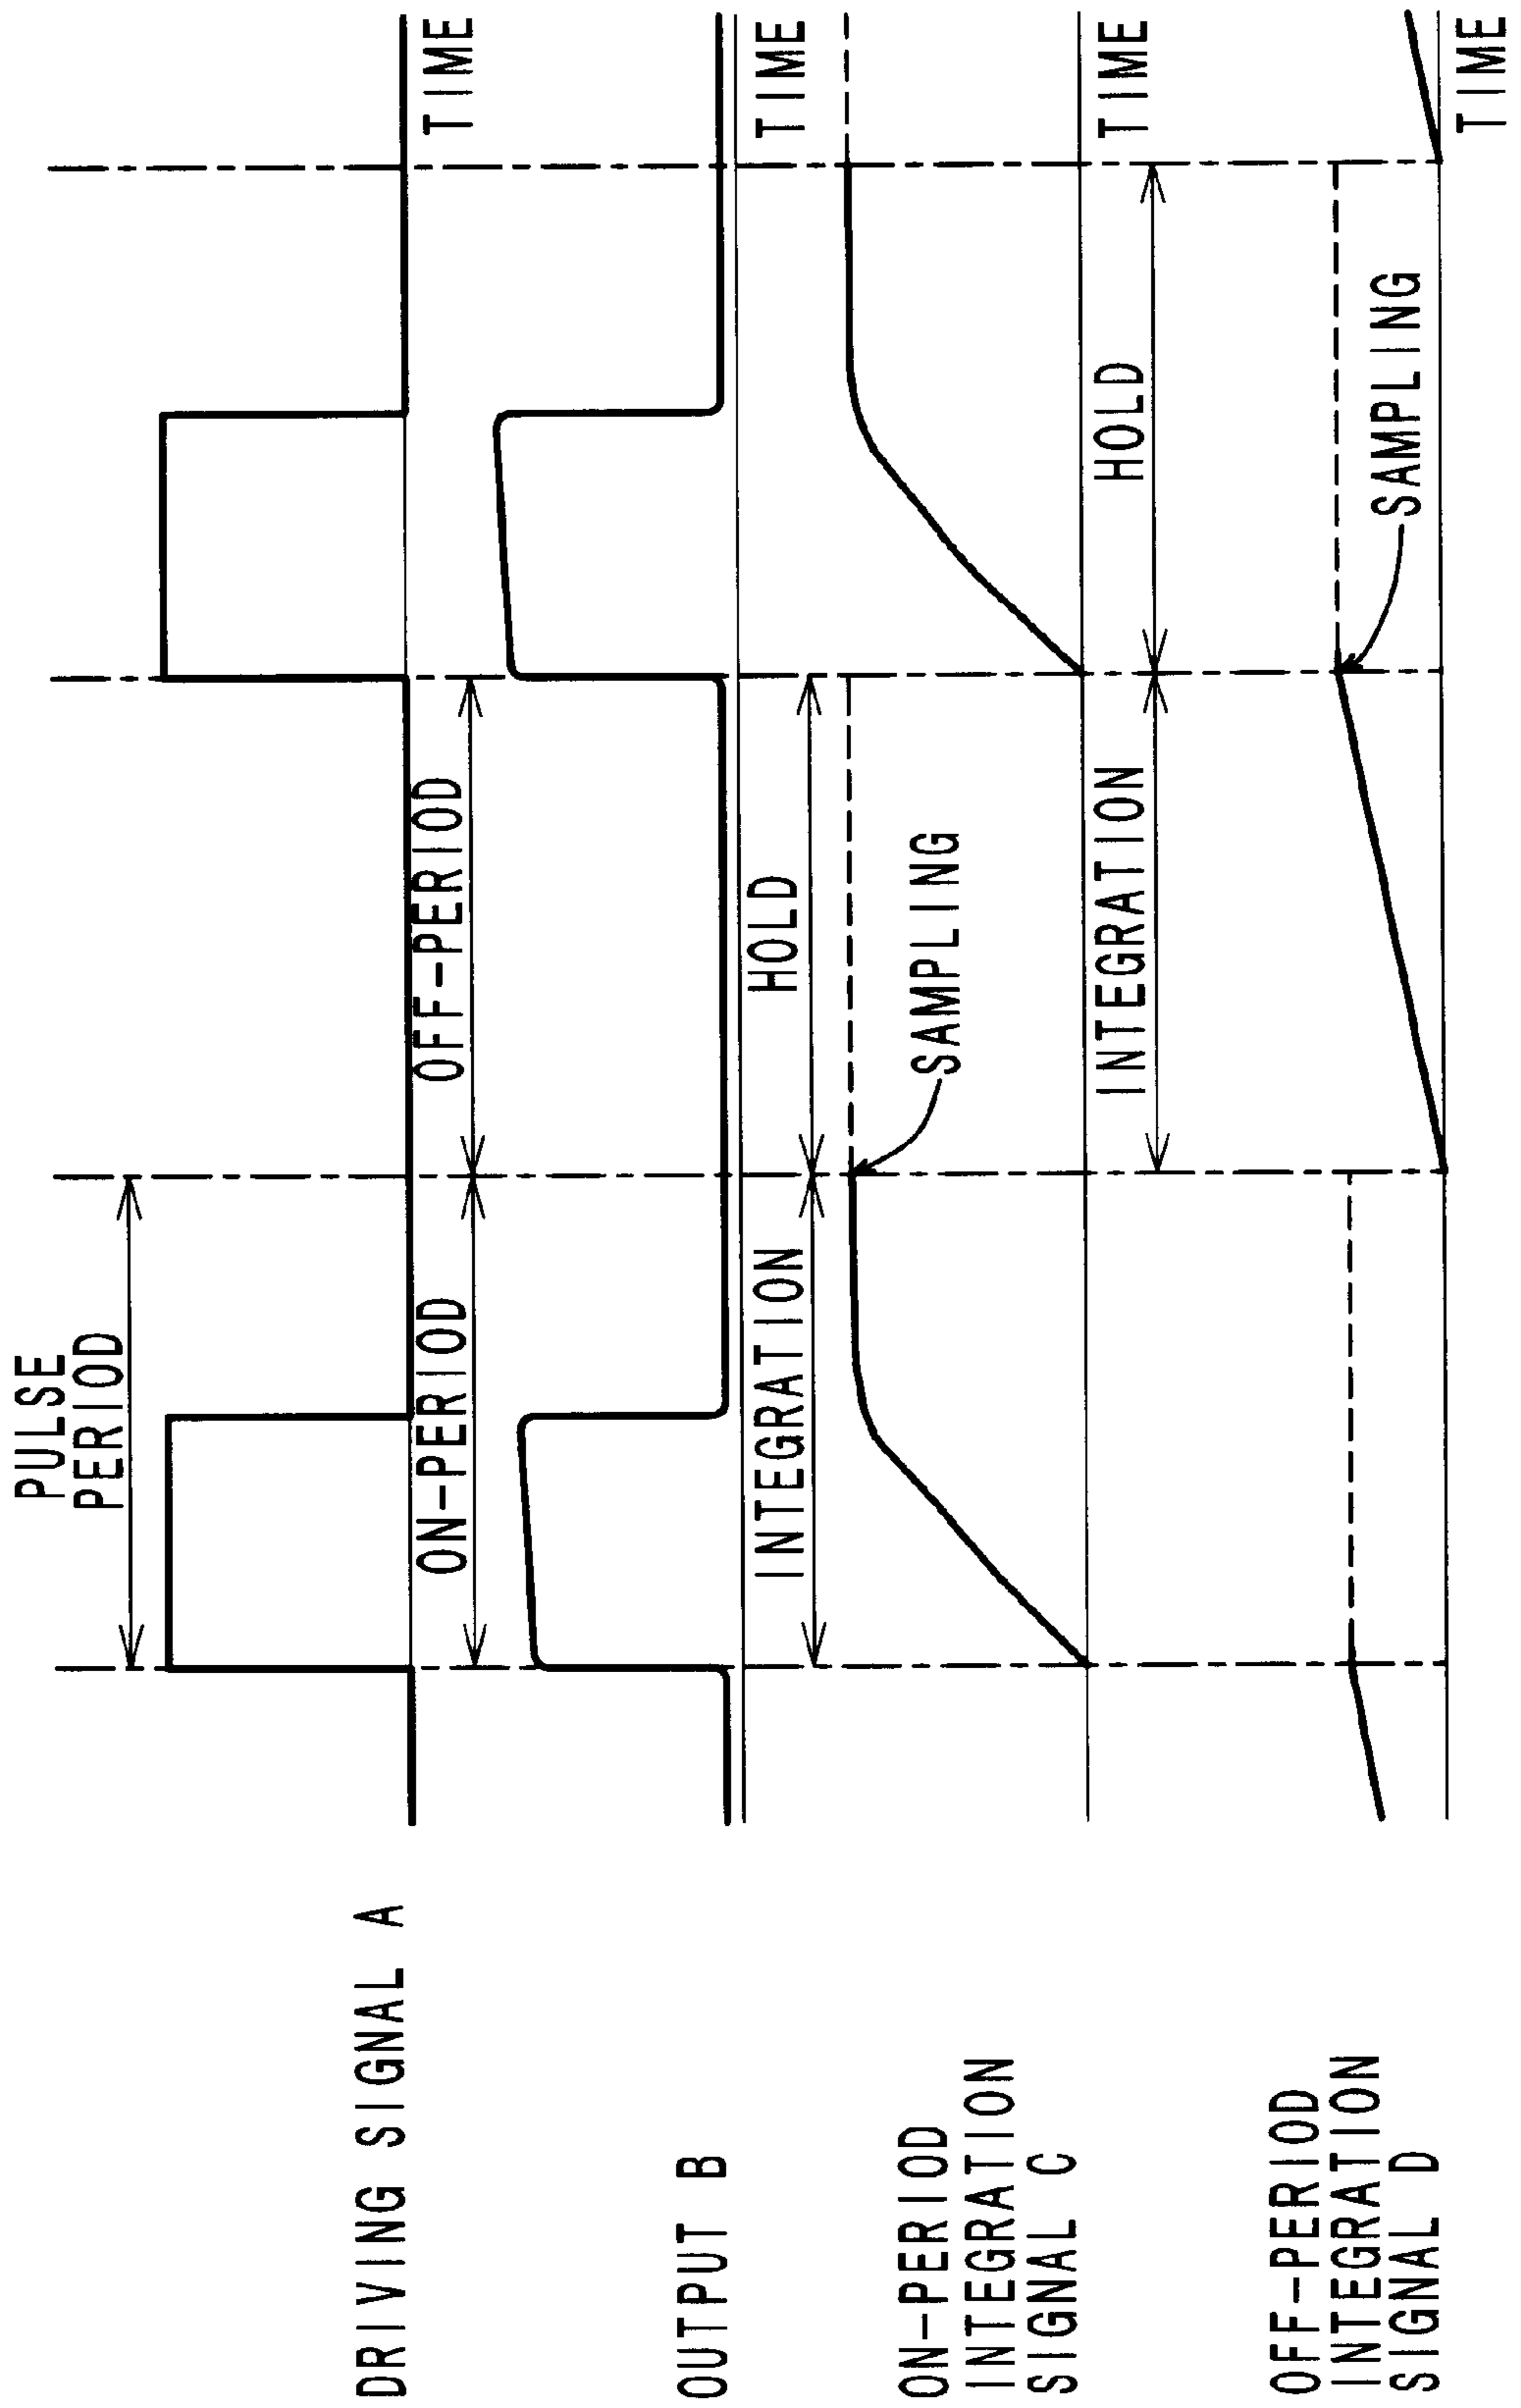 PULSE
PERIOD
DRIVING SIGNAL A
TIME
ON-PERIOD
OFF-PERIOD
OUTPUT B
TIME
INTEGRATION
HOLD
ON-PERIOD
INTEGRATION
SIGNAL C
SAMPLING
TIME
INTEGRATION
HOLD
OFF-PERIOD
INTEGRATION
SIGNAL D
SAMPLING
TIME